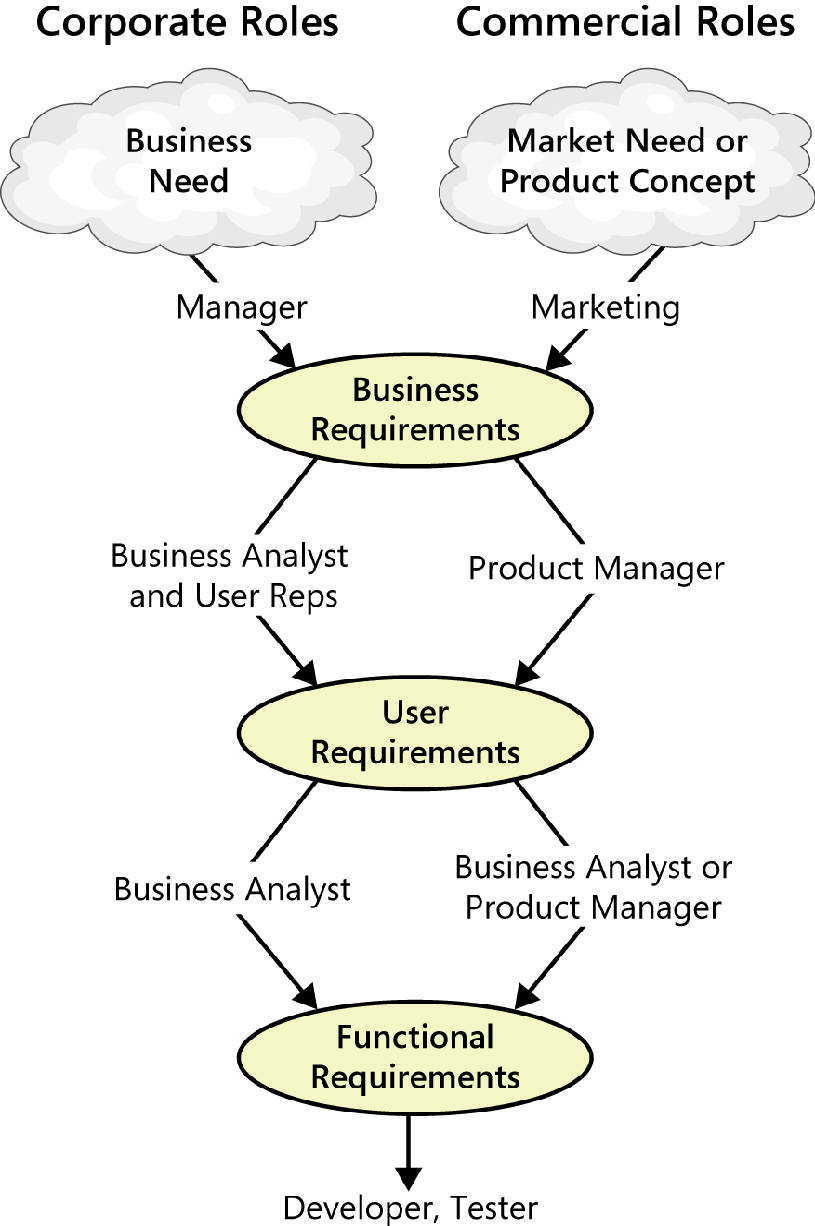 Corporate Roles
Commercial Roles
Business
Need
Market Need or
Product Concept
Manager
Marketing
Business
Requirements
Business Analyst
and User Reps
Product Manager
User
Requirements
Business Analyst
Business Analyst or
Product Manager
Functional
Requirements
Developer, Tester